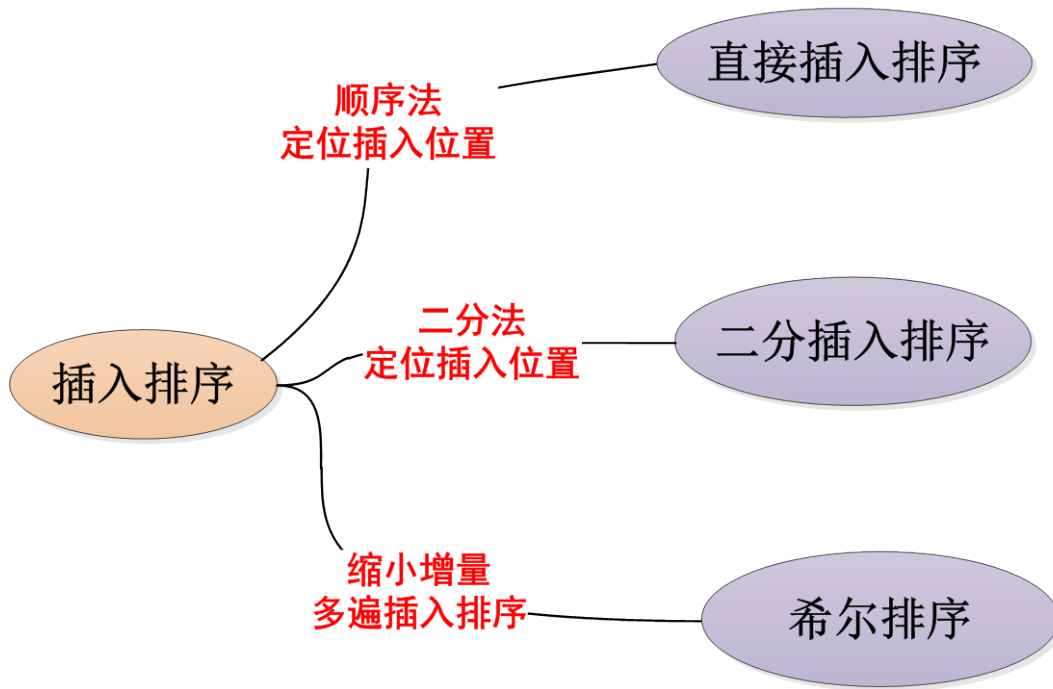 直接插入排序
顺序法
定位插入位置
二分法
定位插入位置
二分插入排序
插入排序
缩小增量
多遍插入排序
希尔排序